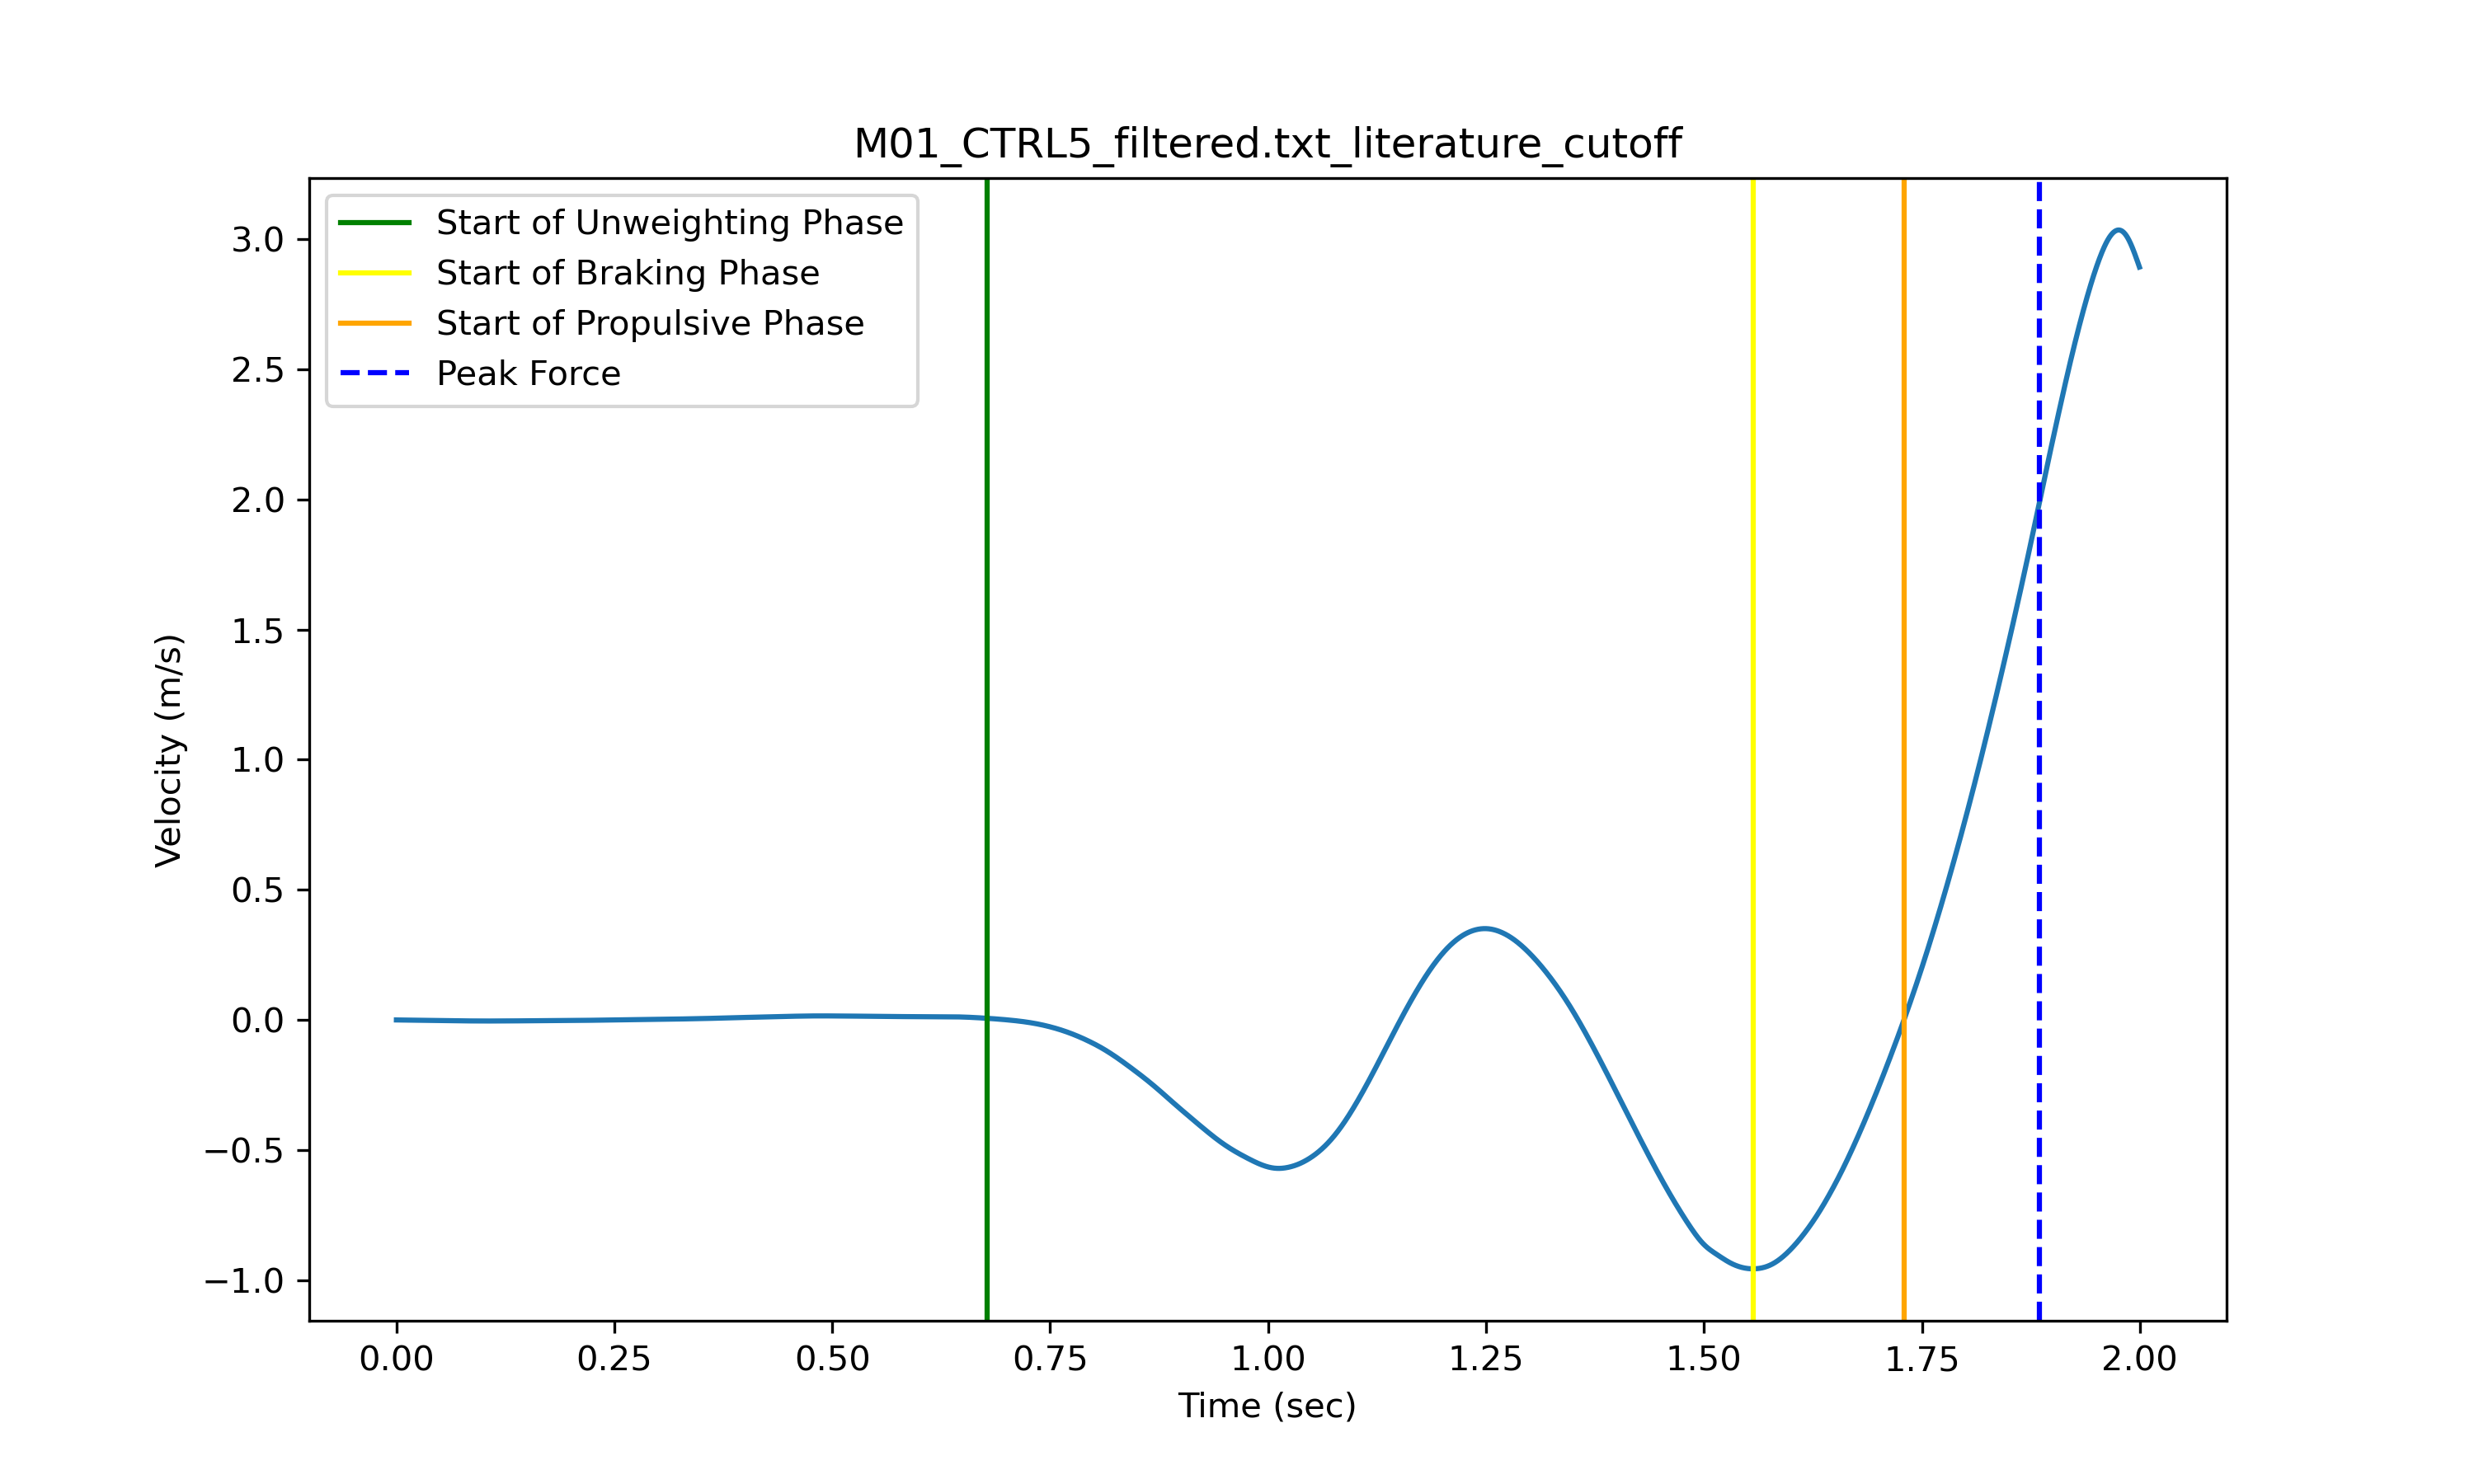 M01_CTRL5_filtered.txt_literature_cutoff
Start of Unweighting Phase
Start of Braking Phase
Start of Propulsive Phase
Peak Force
3.0
2.5
2.0
1.5
1.0
0.5
0.0
−0.5
−1.0
Velocity (m/s)
0.00 0.25 0.50 0.75 1.00 1.25 1.50 1.75 2.00
Time (sec)